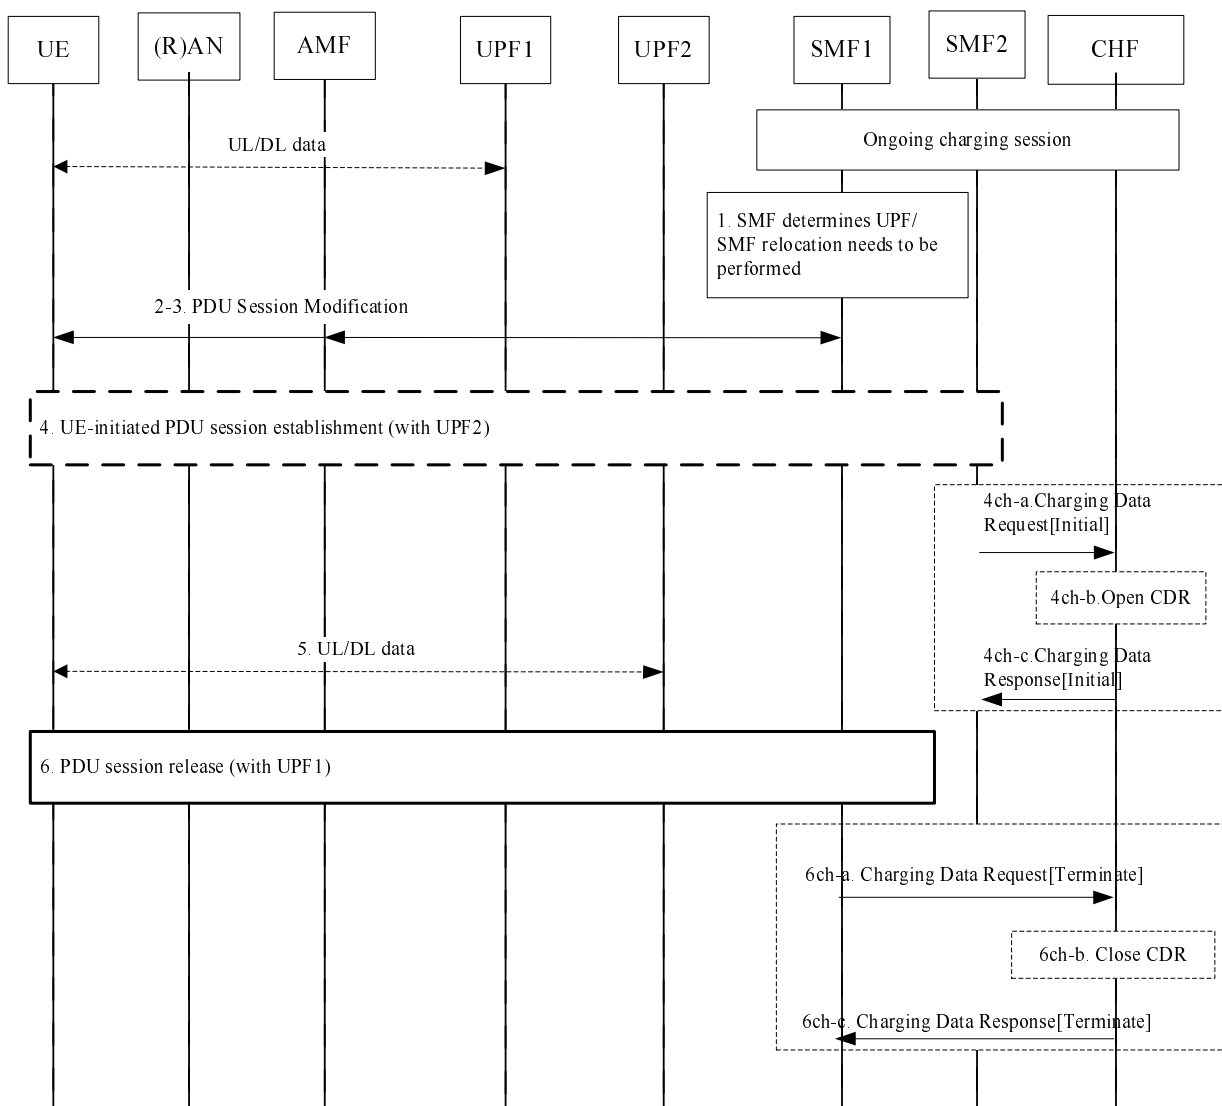 UE
(R)AN
AMF
UPF1
UPF2
SMF1
SMF2
CHF
Ongoing charging session
UL/DL data
1. SMF determines UPF/
SMF relocation needs to be
performed
2-3. PDU Session Modification
4. UE-initiated PDU session establishment (with UPF2)
4ch-a.Charging Data
Request[Initial]
4ch-b.Open CDR
5. UL/DL data
4ch-c.Charging Data
Response[Initial]
6. PDU session release (with UPF1)
6ch-a. Charging Data Request[Terminate]
6ch-b. Close CDR
6ch-c. Charging Data Response[Terminate]